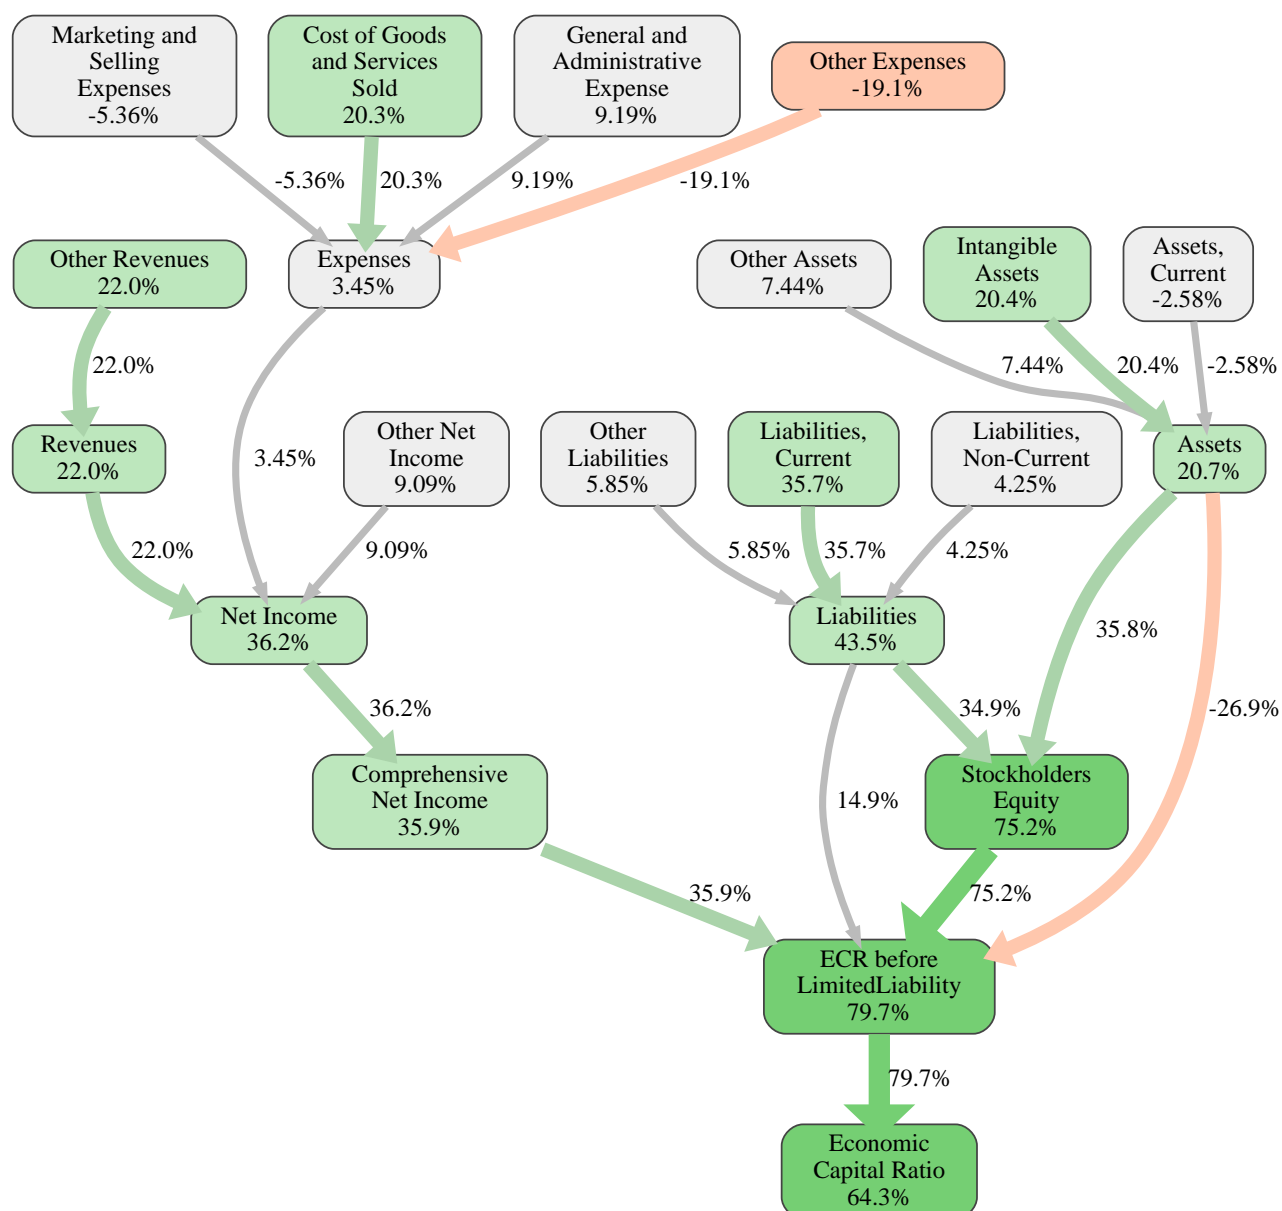 Marketing and
Selling
Expenses
-5.36%
Cost of Goods
and Services
Sold
20.3%
General and
Administrative
Expense
9.19%
Other Expenses
-19.1%
-5.36%
20.3%
9.19%
-19.1%
Other Revenues
22.0%
Expenses
3.45%
Other Assets
7.44%
Intangible
Assets
20.4%
Assets,
Current
-2.58%
22.0%
7.44%
20.4%
-2.58%
Revenues
22.0%
3.45%
Other Net
Income
9.09%
Other
Liabilities
5.85%
Liabilities,
Current
35.7%
Liabilities,
Non-Current
4.25%
Assets
20.7%
22.0%
9.09%
5.85%
35.7%
4.25%
Net Income
36.2%
Liabilities
43.5%
35.8%
36.2%
34.9%
-26.9%
Comprehensive
Net Income
35.9%
14.9%
Stockholders
Equity
75.2%
35.9%
75.2%
ECR before
LimitedLiability
79.7%
79.7%
Economic
Capital Ratio
64.3%